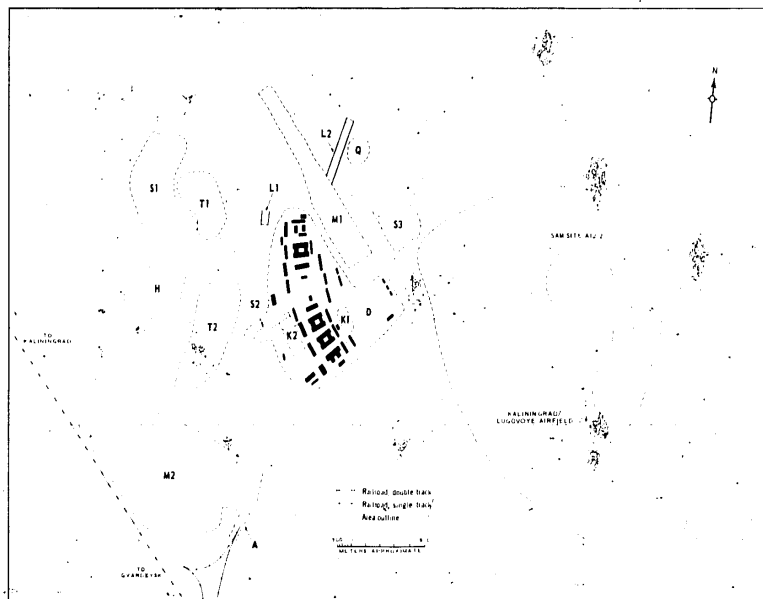 N
L2
Q
S1
T1
L1
M1
S3
SAM SITE A12 2
H
S2
T2
K2
K1
D
TO
KALININGRAD
KALININGRAD/
LUGOVOYE AIRFIELD
M2
Railroad, double track
Railroad, single track
Area outline
METERS APPROXIMATE
A
TO
GVARDEYSK